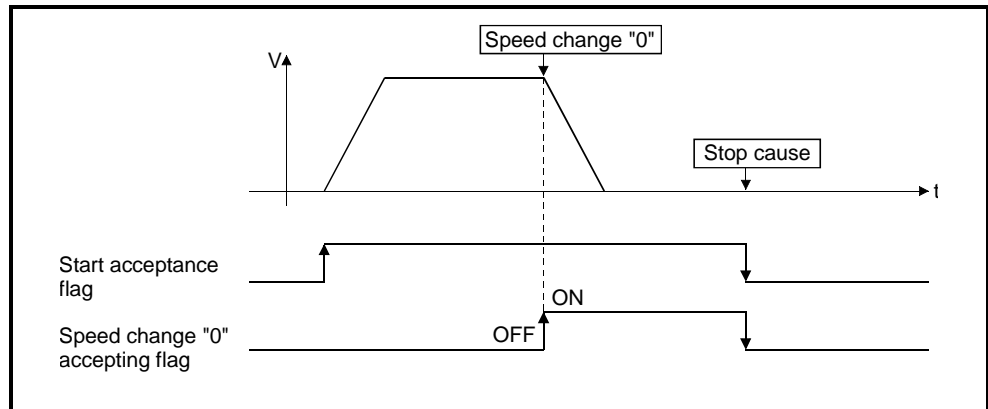 Speed change "0"
V
Stop cause
t
Start acceptance
flag
ON
OFF
Speed change "0"
accepting flag